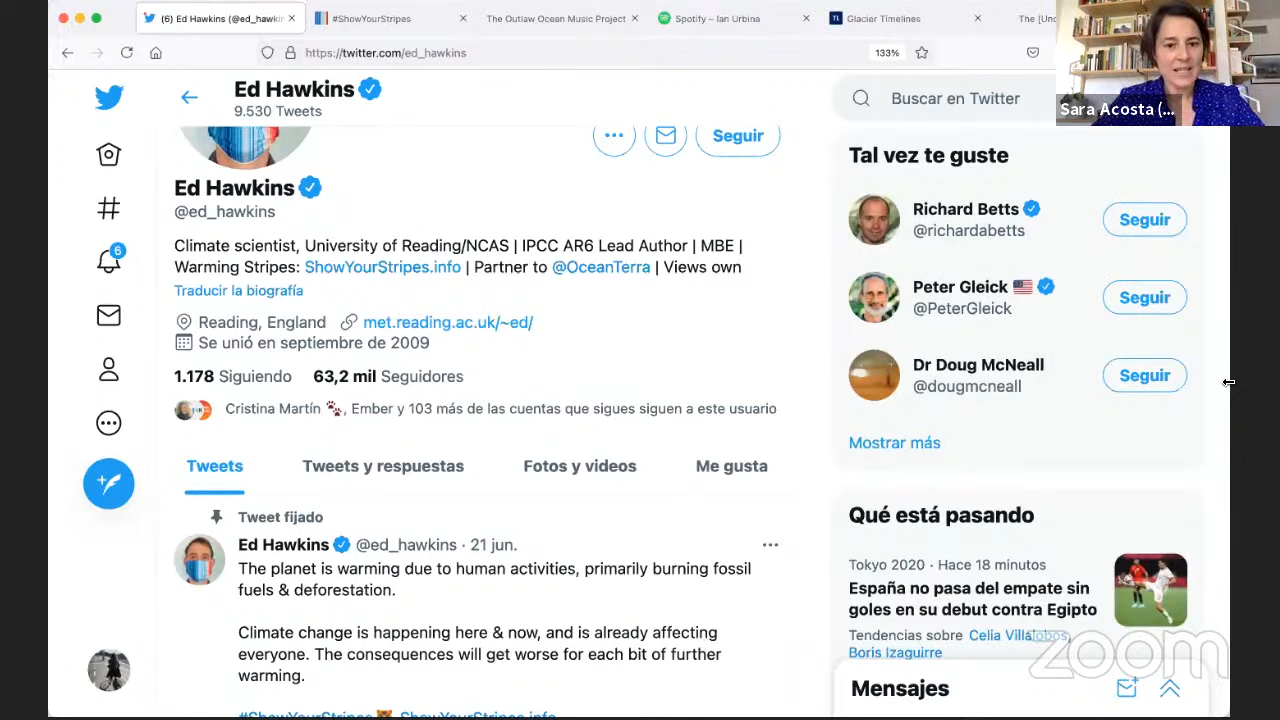 (6) Ed Hawkins (@ed_hawkin
#ShowYourStripes
The Outlaw Ocean Music Project
Spotify – Ian Urbina
Glacier Timelines
The [Un
https://twitter.com/ed_hawkins
133%
Sara Acosta (...
Ed Hawkins
9.530 Tweets
Buscar en Twitter
Seguir
Ed Hawkins
@ed_hawkins
Climate scientist, University of Reading/NCAS | IPCC AR6 Lead Author | MBE |
Warming Stripes: ShowYourStripes.info | Partner to @OceanTerra | Views own
Traducir la biografía
Reading, England met.reading.ac.uk/~ed/
Se unió en septiembre de 2009
1.178 Siguiendo 63,2 mil Seguidores
Cristina Martín 🐾, Ember y 103 más de las cuentas que sigues siguen a este usuario
Tweets
Tweets y respuestas
Fotos y videos
Me gusta
Tweet fijado
Ed Hawkins @ed_hawkins · 21 jun.
The planet is warming due to human activities, primarily burning fossil
fuels & deforestation.
Climate change is happening here & now, and is already affecting
everyone. The consequences will get worse for each bit of further
warming.
#ShowYourStripes ShowYourStripes.info
6
Tal vez te guste
Richard Betts
@richardabetts
Seguir
Peter Gleick 🇺🇸
@PeterGleick
Seguir
Dr Doug McNeall
@dougmcneall
Seguir
Mostrar más
Qué está pasando
Tokyo 2020 · Hace 18 minutos
España no pasa del empate sin
goles en su debut contra Egipto
Tendencias sobre Celia Villalobos,
Boris Izaguirre
Mensajes
zoom